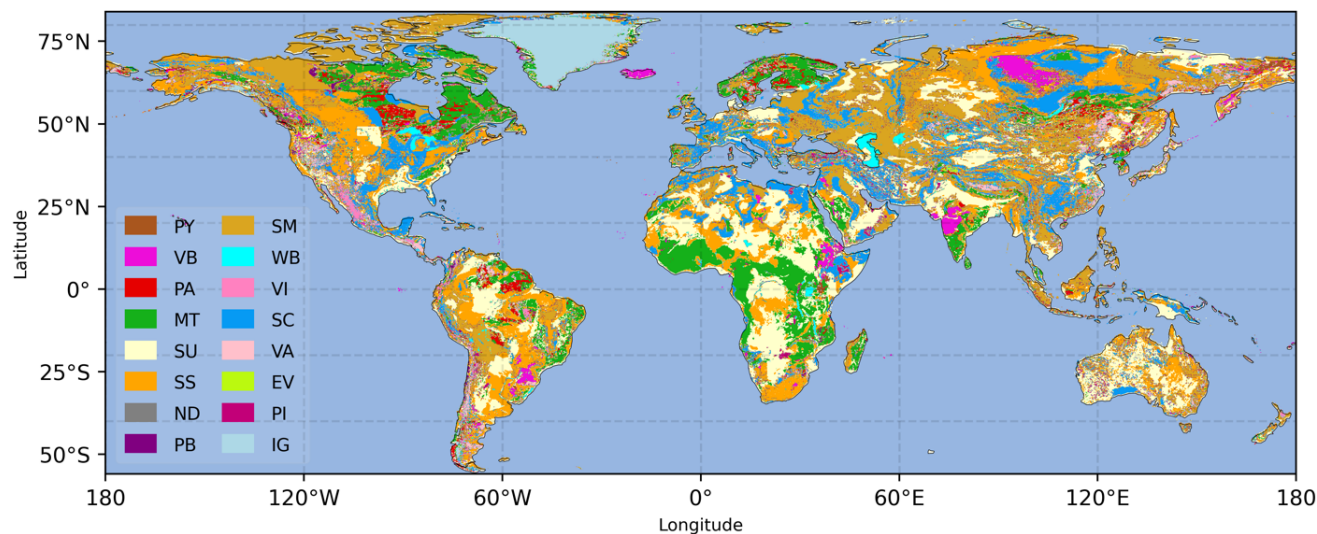 75°N
50°N
25°N
0°
25°S
50°S
Latitude
PY SM
VB WB
PA VI
MT SC
SU VA
SS EV
ND PI
PB IG
180 120°W 60°W 0° 60°E 120°E 180
Longitude